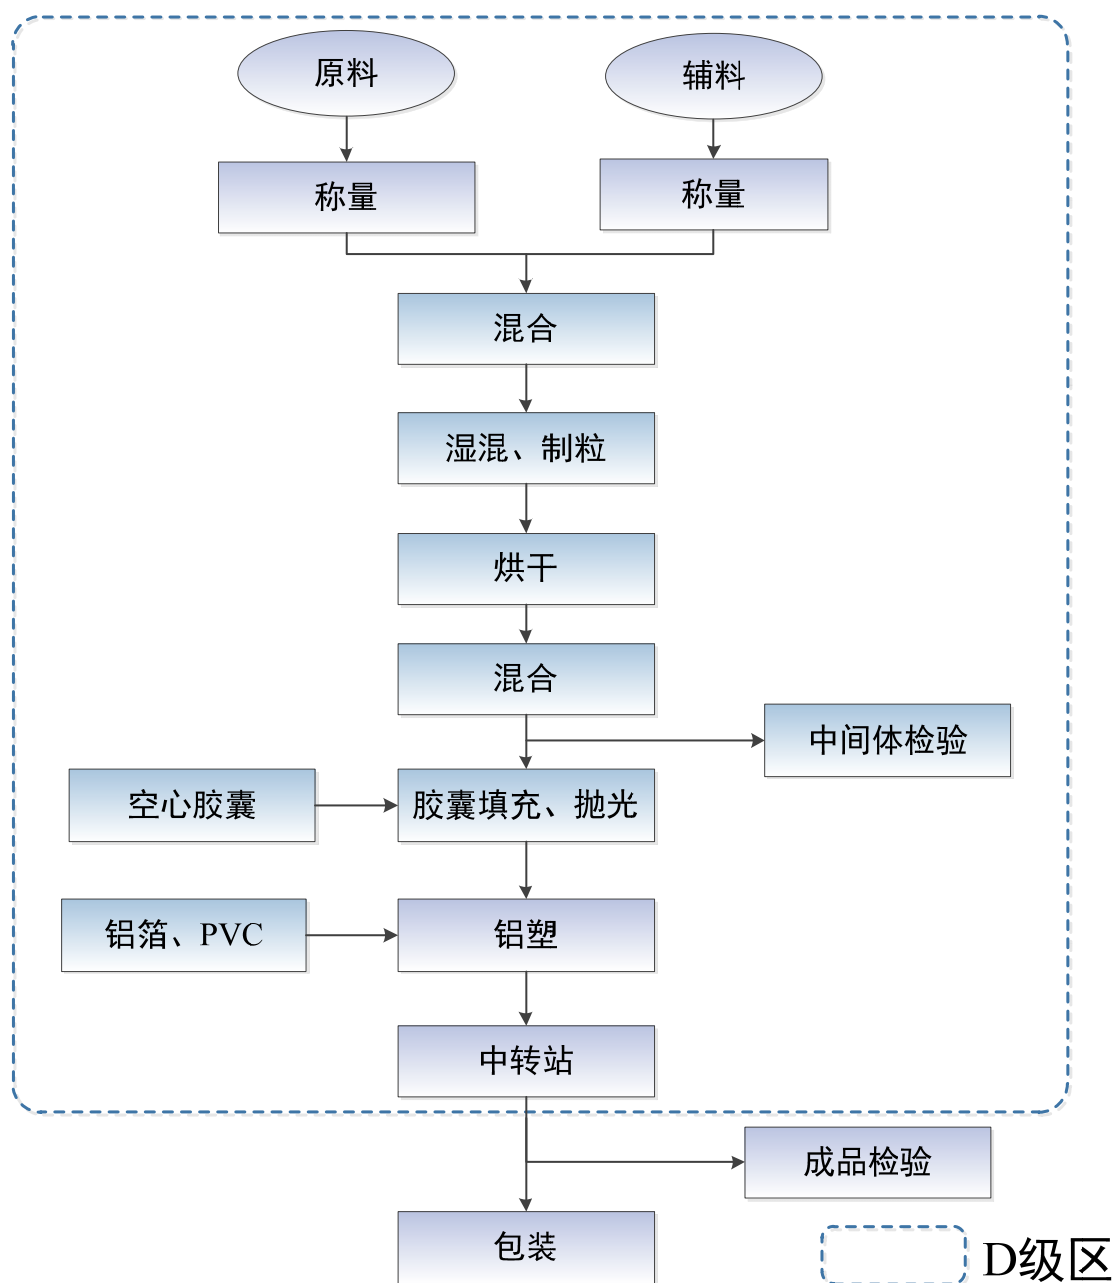 原料
辅料
称量
称量
混合
湿混、制粒
烘干
混合
中间体检验
空心胶囊
胶囊填充、抛光
铝箔、PVC
铝塑
中转站
成品检验
包装
D级区